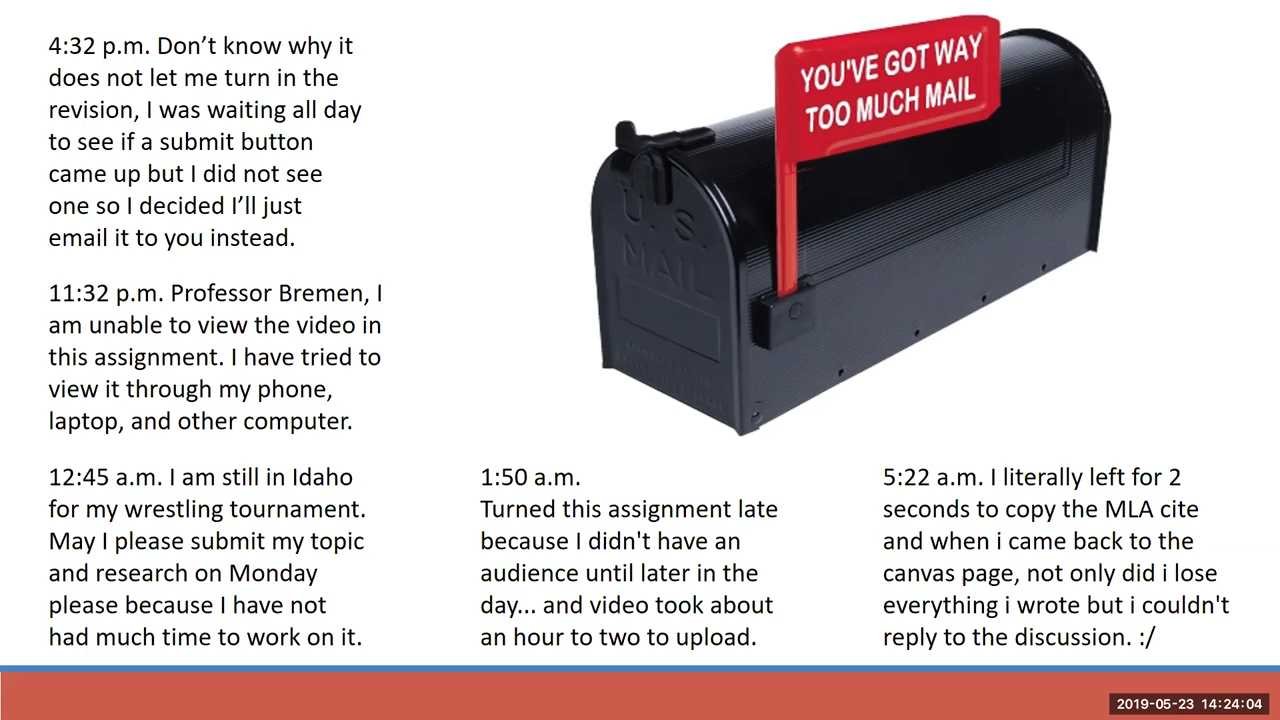 4:32 p.m. Don’t know why it
does not let me turn in the
revision, I was waiting all day
to see if a submit button
came up but I did not see
one so I decided I’ll just
email it to you instead.
11:32 p.m. Professor Bremen, I
am unable to view the video in
this assignment. I have tried to
view it through my phone,
laptop, and other computer.
12:45 a.m. I am still in Idaho
for my wrestling tournament.
May I please submit my topic
and research on Monday
please because I have not
had much time to work on it.
YOU'VE GOT WAY
TOO MUCH MAIL
U.S.
MAIL
1:50 a.m.
Turned this assignment late
because I didn't have an
audience until later in the
day... and video took about
an hour to two to upload.
5:22 a.m. I literally left for 2
seconds to copy the MLA cite
and when i came back to the
canvas page, not only did i lose
everything i wrote but i couldn't
reply to the discussion. :/
2019-05-23 14:24:04